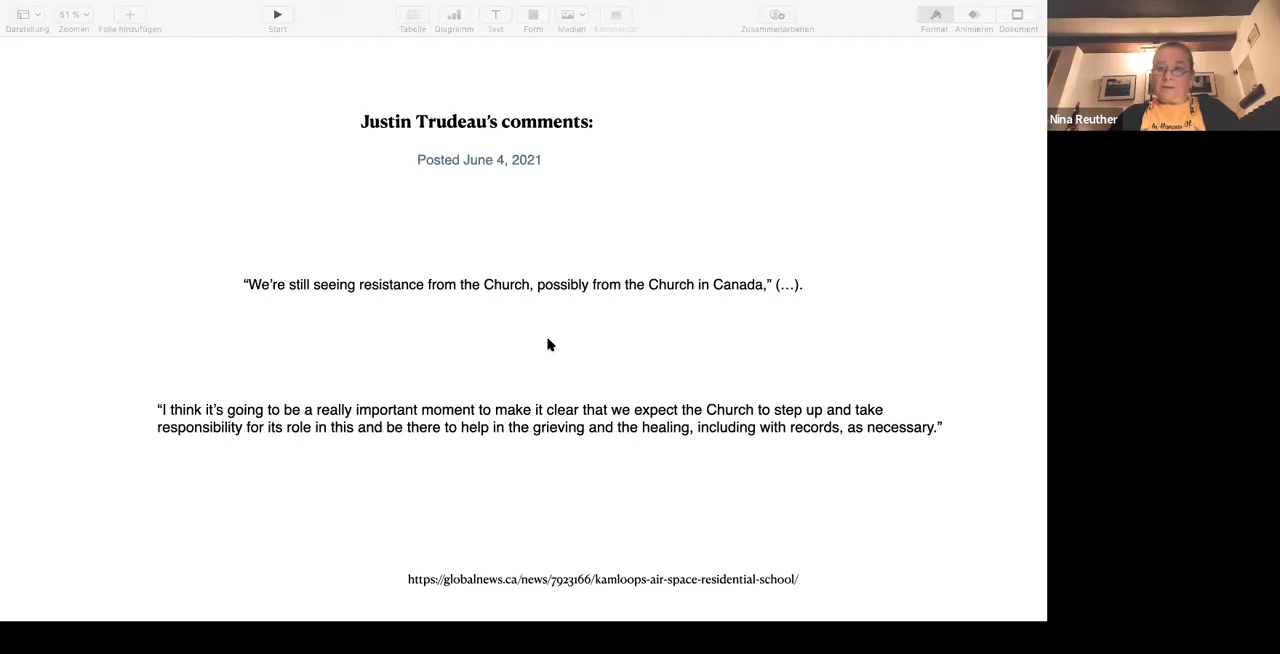 Darstellung
51 %
Zoomen
Folie hinzufügen
Start
Tabelle
Diagramm
Text
Form
Medien
Kommentar
Zusammenarbeiten
Format
Animieren
Dokument
Nina Reuther
In Honour Of
Justin Trudeau’s comments:
Posted June 4, 2021
“We’re still seeing resistance from the Church, possibly from the Church in Canada,” (…).
“I think it’s going to be a really important moment to make it clear that we expect the Church to step up and take
responsibility for its role in this and be there to help in the grieving and the healing, including with records, as necessary.”
https://globalnews.ca/news/7923166/kamloops-air-space-residential-school/